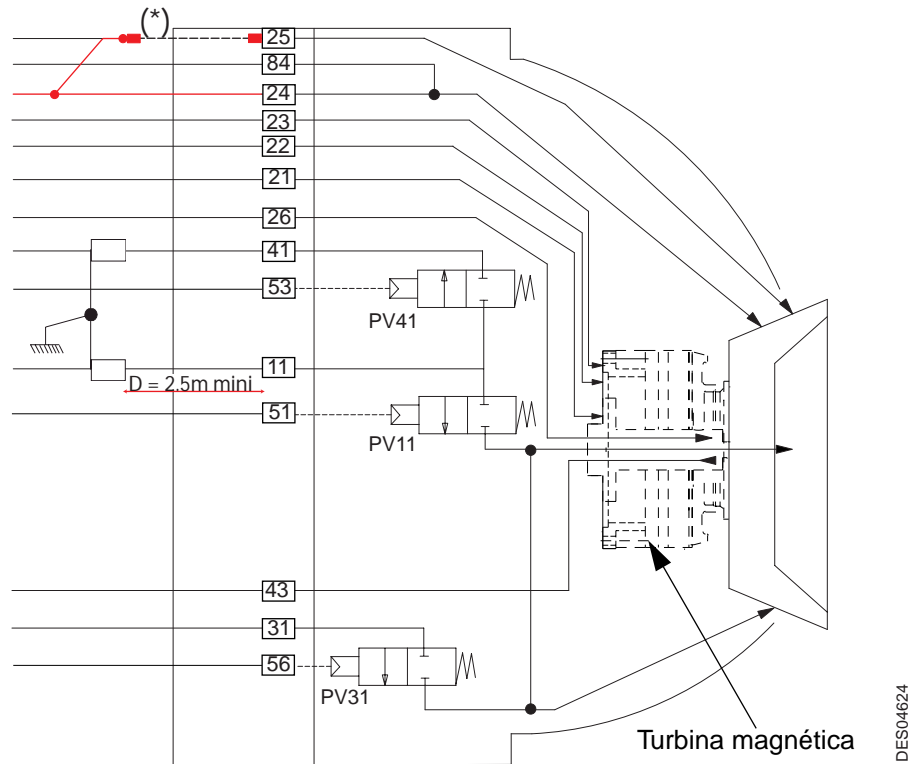 (*)
25
84
24
23
22
21
26
41
53
PV41
11
D = 2.5m mini
51
PV11
43
31
56
PV31
Turbina magnética
DES04624